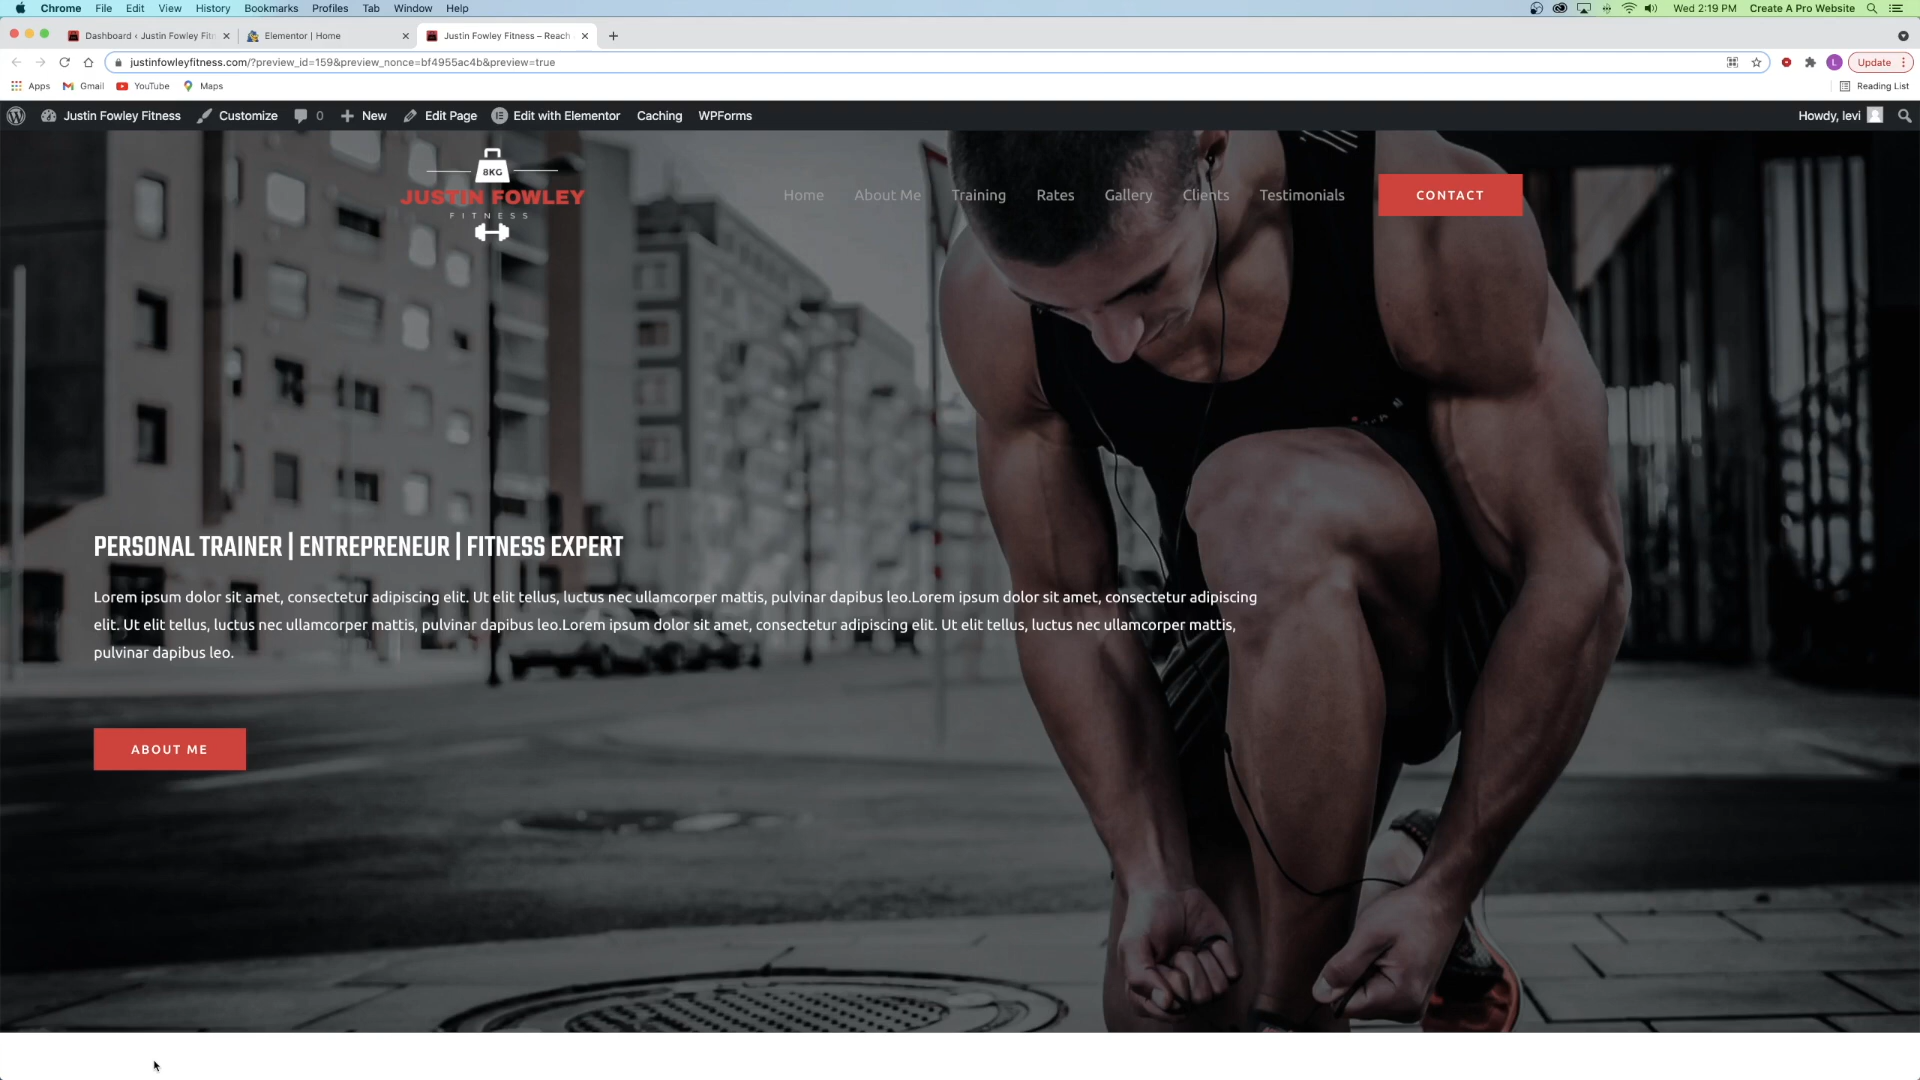 Chrome File Edit View History Bookmarks Profiles Tab Window Help Wed 2:19 PM Create A Pro Website
Dashboard ‹ Justin Fowley Fitn Elementor | Home Justin Fowley Fitness – Reach
justinfowleyfitness.com/?preview_id=159&preview_nonce=bf4955ac4b&preview=true L Update
Apps Gmail YouTube Maps Reading List
Justin Fowley Fitness Customize 0 New Edit Page Edit with Elementor Caching WPForms Howdy, levi
8KG
JUSTIN FOWLEY
FITNESS
Home About Me Training Rates Gallery Clients Testimonials CONTACT
PERSONAL TRAINER | ENTREPRENEUR | FITNESS EXPERT
Lorem ipsum dolor sit amet, consectetur adipiscing elit. Ut elit tellus, luctus nec ullamcorper mattis, pulvinar dapibus leo.Lorem ipsum dolor sit amet, consectetur adipiscing
elit. Ut elit tellus, luctus nec ullamcorper mattis, pulvinar dapibus leo.Lorem ipsum dolor sit amet, consectetur adipiscing elit. Ut elit tellus, luctus nec ullamcorper mattis,
pulvinar dapibus leo.
ABOUT ME